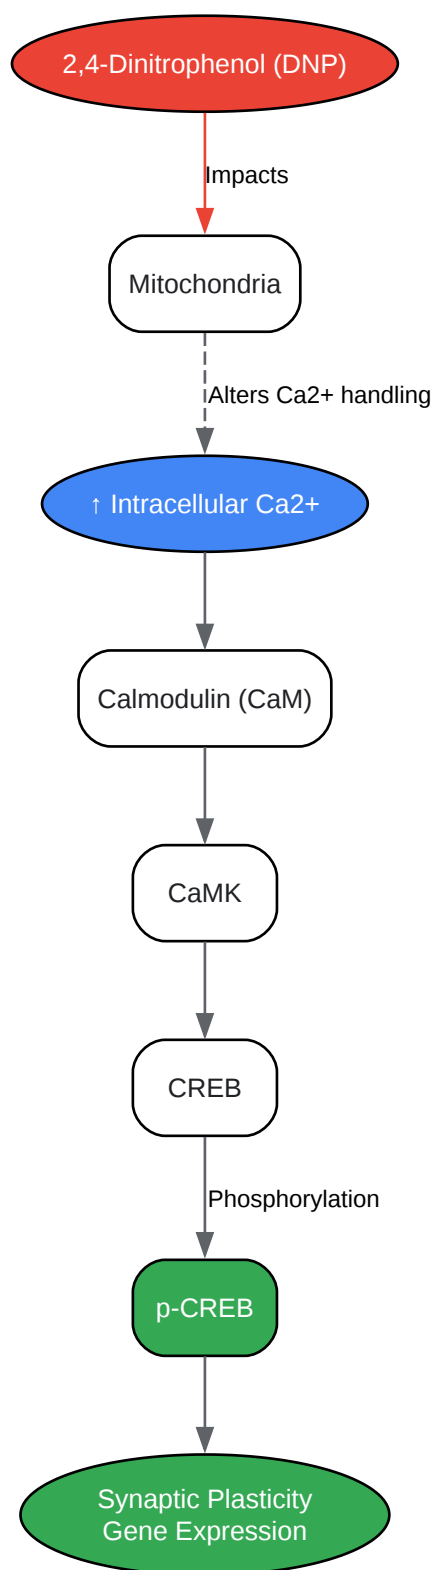 2,4-Dinitrophenol (DNP)
Impacts
Mitochondria
Alters Ca2+ handling
↑ Intracellular Ca2+
Calmodulin (CaM)
CaMK
CREB
Phosphorylation
p-CREB
Synaptic Plasticity
Gene Expression